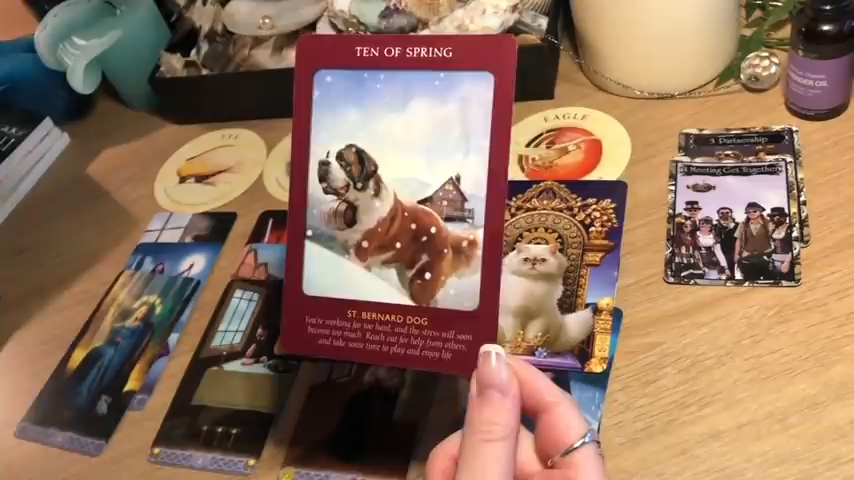 TEN OF SPRING
ST. BERNARD DOG
You're working far too hard, and the stress will soon
become too much. Reach out for help from others,
and take some time to play and enjoy life
EAGLE
3 Partnership
Meeting Get Together
OIL